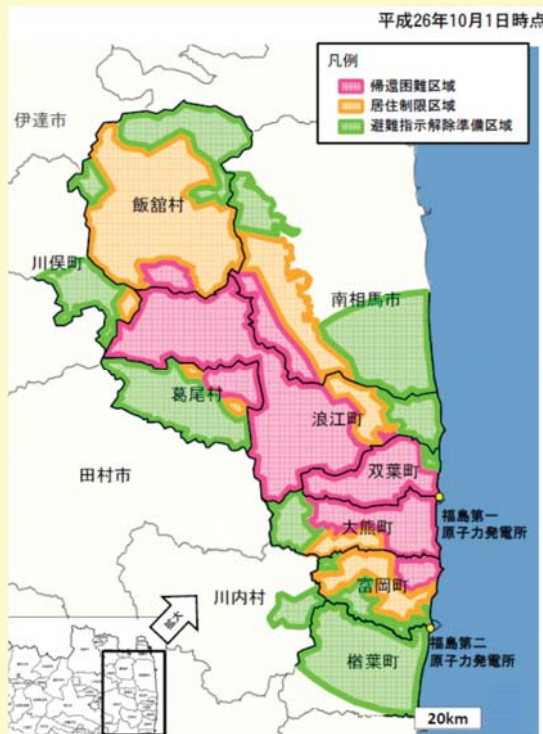 平成26年10月1日時点
凡例
帰還困難区域
居住制限区域
避難指示解除準備区域
伊達市
飯舘村
川俣町
南相馬市
葛尾村
浪江町
田村市
双葉町
福島第一
原子力発電所
大熊町
富岡町
川内村
拡大
福島第二
原子力発電所
楢葉町
20km